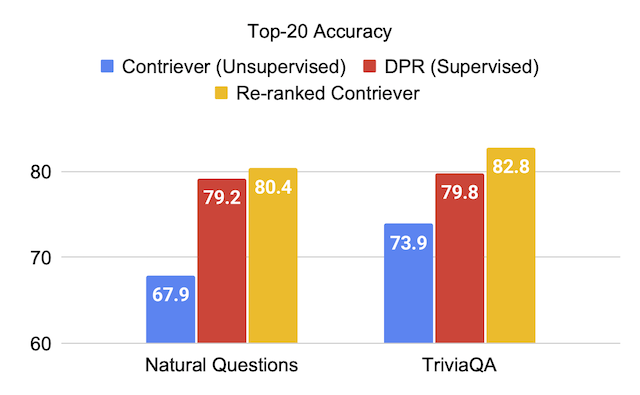 Top-20 Accuracy
Contriever (Unsupervised) DPR (Supervised)
Re-ranked Contriever
80
70
60
67.9
79.2
80.4
73.9
79.8
82.8
Natural Questions TriviaQA